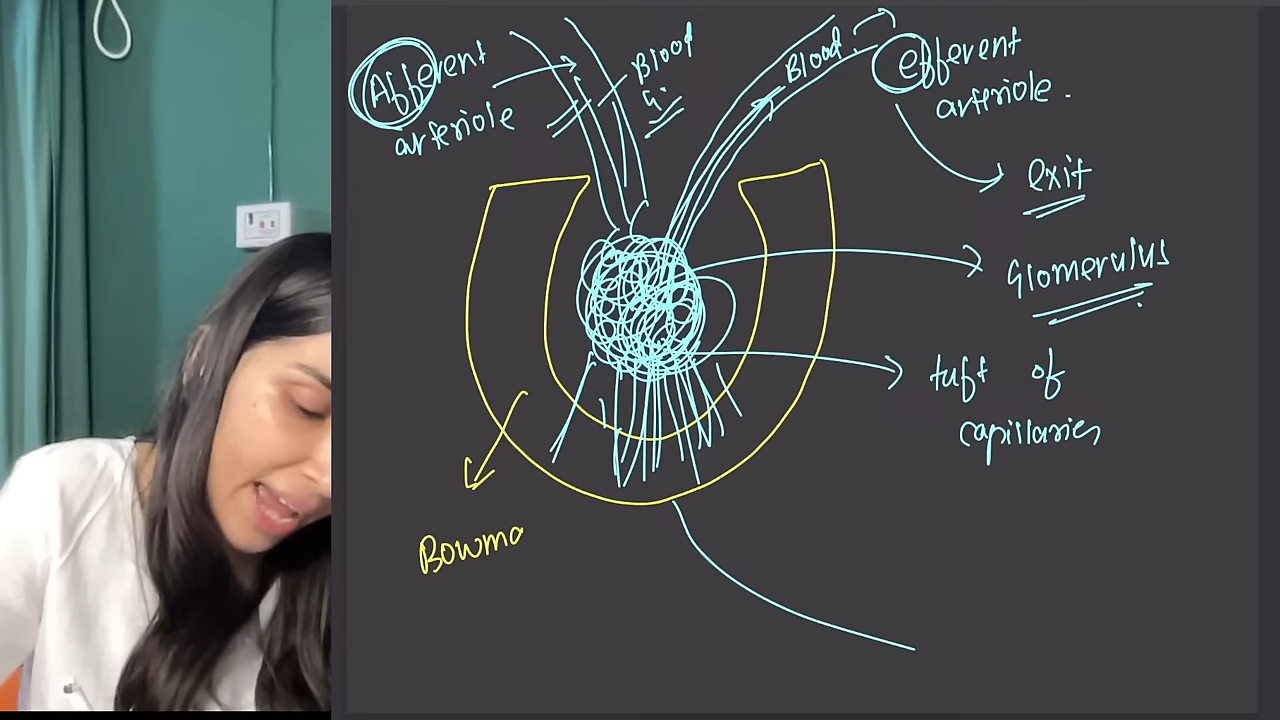 Afferent
arteriole
Blood
Blood
efferent
arteriole.
exit
Glomerulus
tuft of
capillaries
Bowma